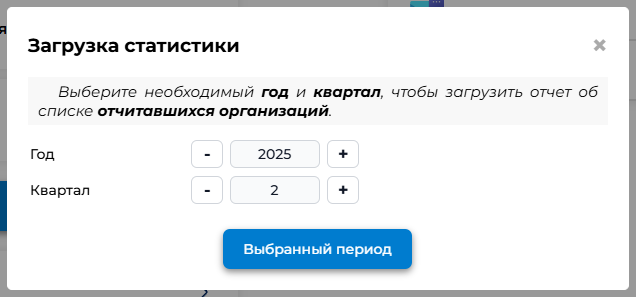 Загрузка статистики
Выберите необходимый год и квартал, чтобы загрузить отчет об
списке отчитавшихся организаций.
Год - 2025 +
Квартал - 2 +
Выбранный период